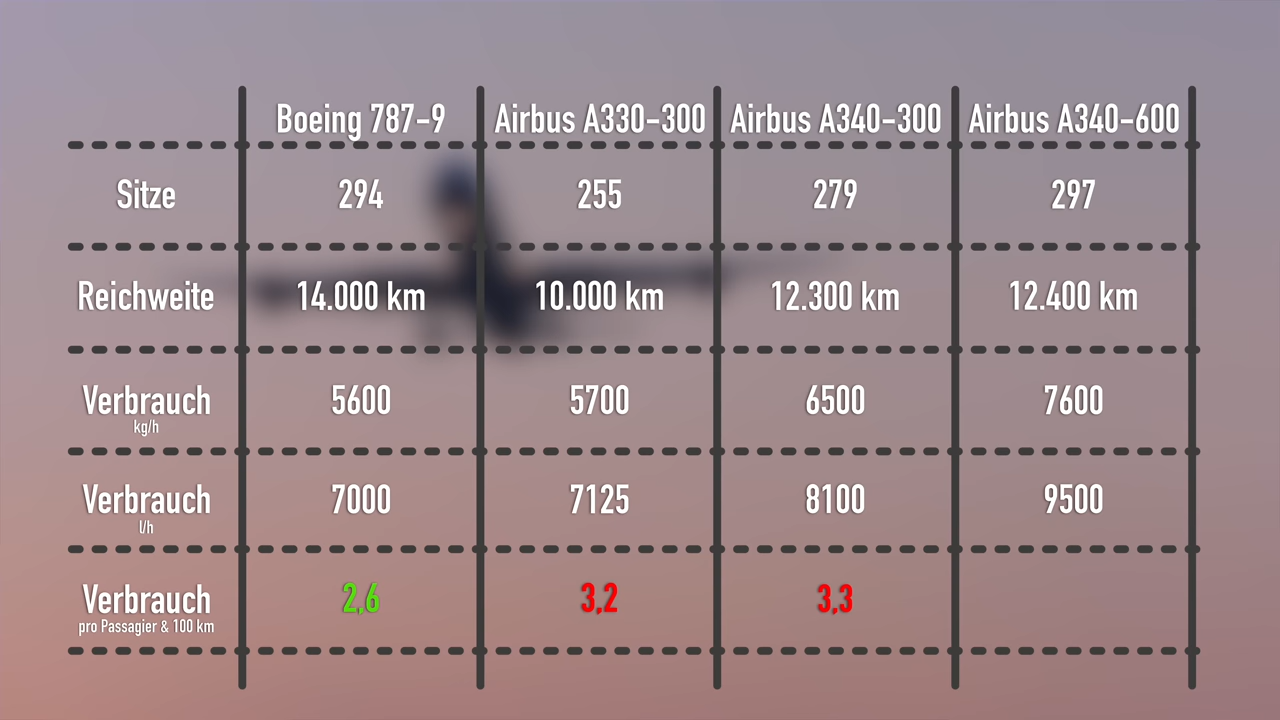 Boeing 787-9 Airbus A330-300 Airbus A340-300 Airbus A340-600
Sitze 294 255 279 297
Reichweite 14.000 km 10.000 km 12.300 km 12.400 km
Verbrauch 5600 5700 6500 7600
kg/h
Verbrauch 7000 7125 8100 9500
l/h
Verbrauch 2,6 3,2 3,3
pro Passagier & 100 km